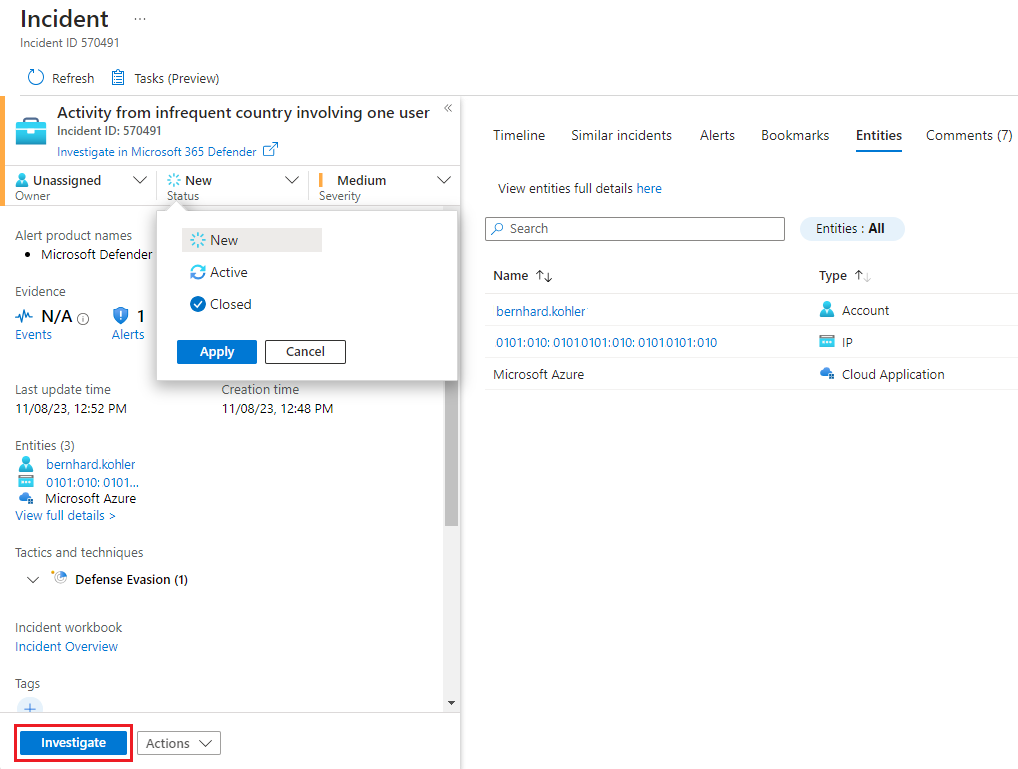 Incident ...
Incident ID 570491
Refresh Tasks (Preview)
Activity from infrequent country involving one user
Incident ID: 570491
Investigate in Microsoft 365 Defender
Unassigned
Owner
New
Status
Medium
Severity
New
Active
Closed
Apply Cancel
Alert product names
• Microsoft Defender
Evidence
N/A
Events
1
Alerts
Last update time
11/08/23, 12:52 PM
Creation time
11/08/23, 12:48 PM
Entities (3)
bernhard.kohler
0101:010: 0101...
Microsoft Azure
View full details >
Tactics and techniques
Defense Evasion (1)
Incident workbook
Incident Overview
Tags
+
Investigate Actions
Timeline Similar incidents Alerts Bookmarks Entities Comments (7)
View entities full details here
Search Entities : All
Name ↑↓ Type ↑↓
bernhard.kohler Account
0101:010: 01010101:010: 01010101:010 IP
Microsoft Azure Cloud Application